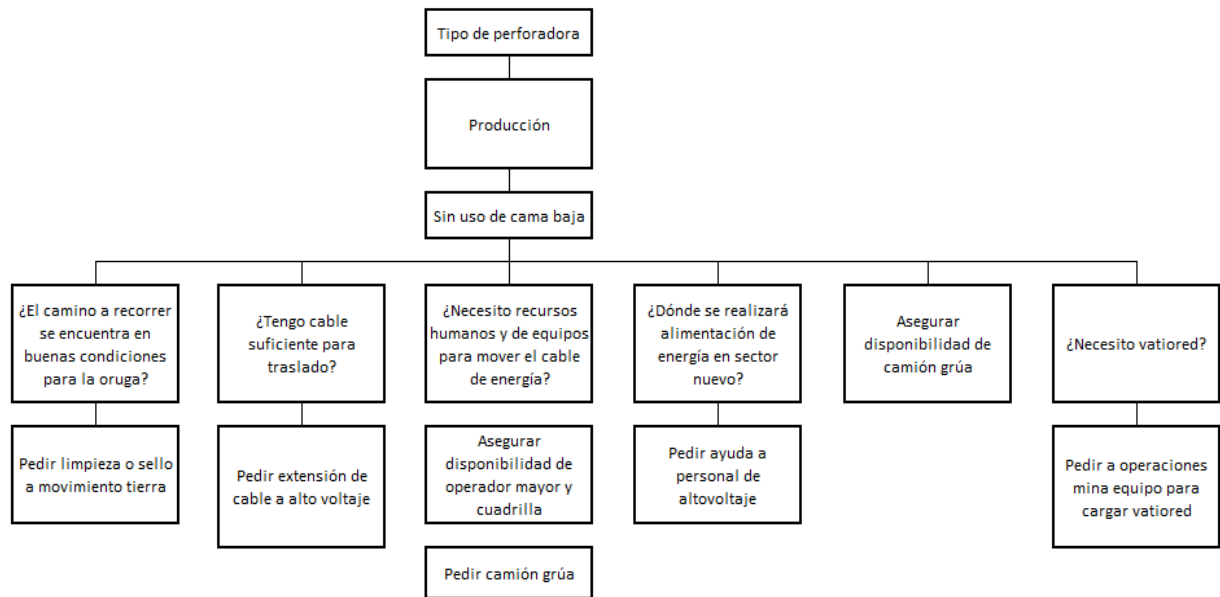 Tipo de perforadora
Producción
Sin uso de cama baja
¿El camino a recorrer
se encuentra en
buenas condiciones
para la oruga?
¿Tengo cable
suficiente para
traslado?
¿Necesito recursos
humanos y de equipos
para mover el cable
de energía?
¿Dónde se realizará
alimentación de
energía en sector
nuevo?
Asegurar
disponibilidad de
camión grúa
¿Necesito vatiored?
Pedir limpieza o sello
a movimiento tierra
Pedir extensión de
cable a alto voltaje
Asegurar
disponibilidad de
operador mayor y
cuadrilla
Pedir ayuda a
personal de
altovoltaje
Pedir a operaciones
mina equipo para
cargar vatiored
Pedir camión grúa